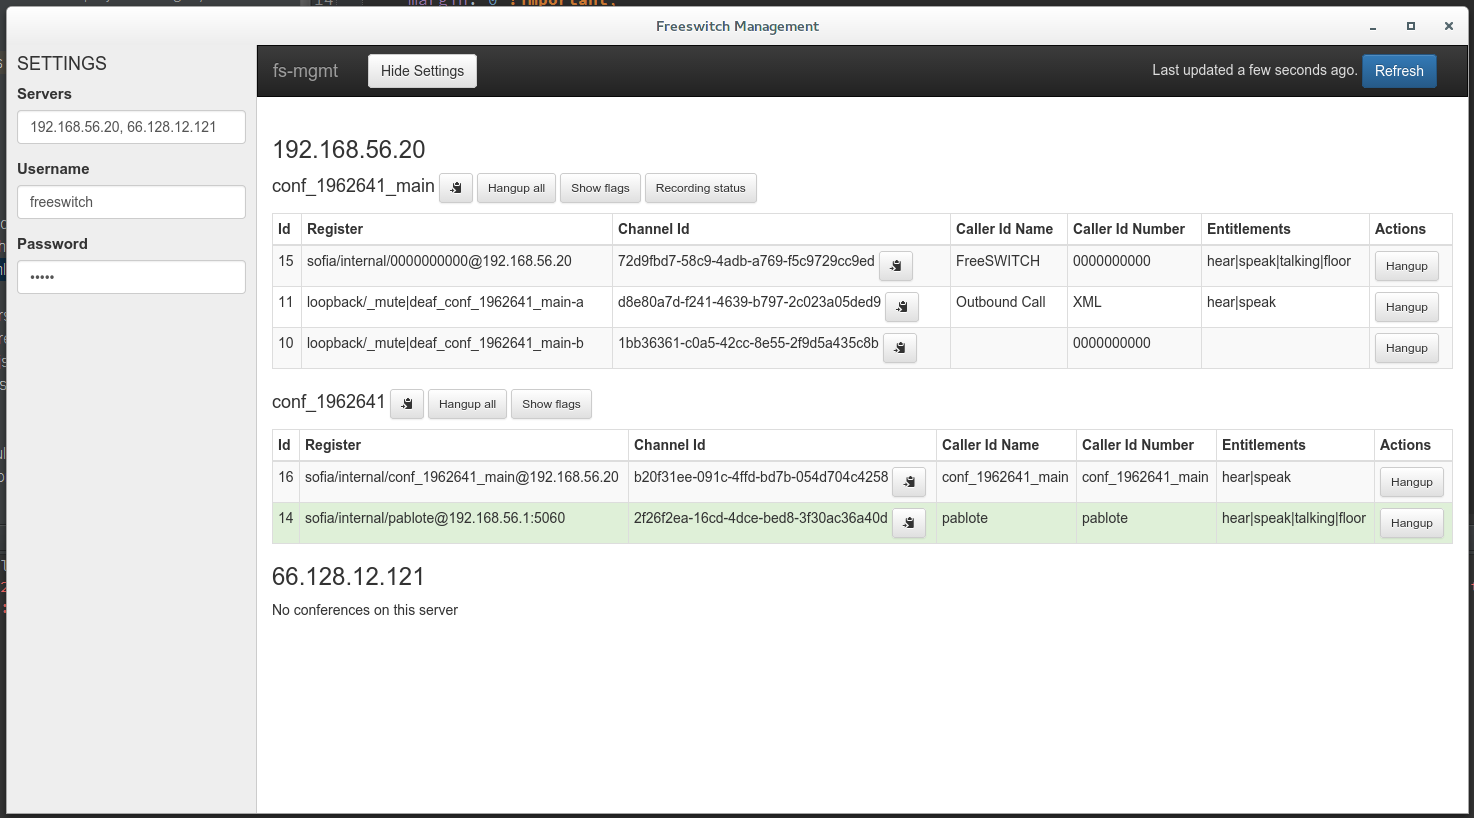 Freeswitch Management
SETTINGS
Servers
192.168.56.20, 66.128.12.121
Username
freeswitch
Password
•••••
fs-mgmt Hide Settings Last updated a few seconds ago. Refresh
192.168.56.20
conf_1962641_main Hangup all Show flags Recording status
Id Register Channel Id Caller Id Name Caller Id Number Entitlements Actions
15 sofia/internal/0000000000@192.168.56.20 72d9fbd7-58c9-4adb-a769-f5c9729cc9ed FreeSWITCH 0000000000 hear|speak|talking|floor Hangup
11 loopback/_mute|deaf_conf_1962641_main-a d8e80a7d-f241-4639-b797-2c023a05ded9 Outbound Call XML hear|speak Hangup
10 loopback/_mute|deaf_conf_1962641_main-b 1bb36361-c0a5-42cc-8e55-2f9d5a435c8b 0000000000 Hangup
conf_1962641 Hangup all Show flags
Id Register Channel Id Caller Id Name Caller Id Number Entitlements Actions
16 sofia/internal/conf_1962641_main@192.168.56.20 b20f31ee-091c-4ffd-bd7b-054d704c4258 conf_1962641_main conf_1962641_main hear|speak Hangup
14 sofia/internal/pablote@192.168.56.1:5060 2f26f2ea-16cd-4dce-bed8-3f30ac36a40d pablote pablote hear|speak|talking|floor Hangup
66.128.12.121
No conferences on this server